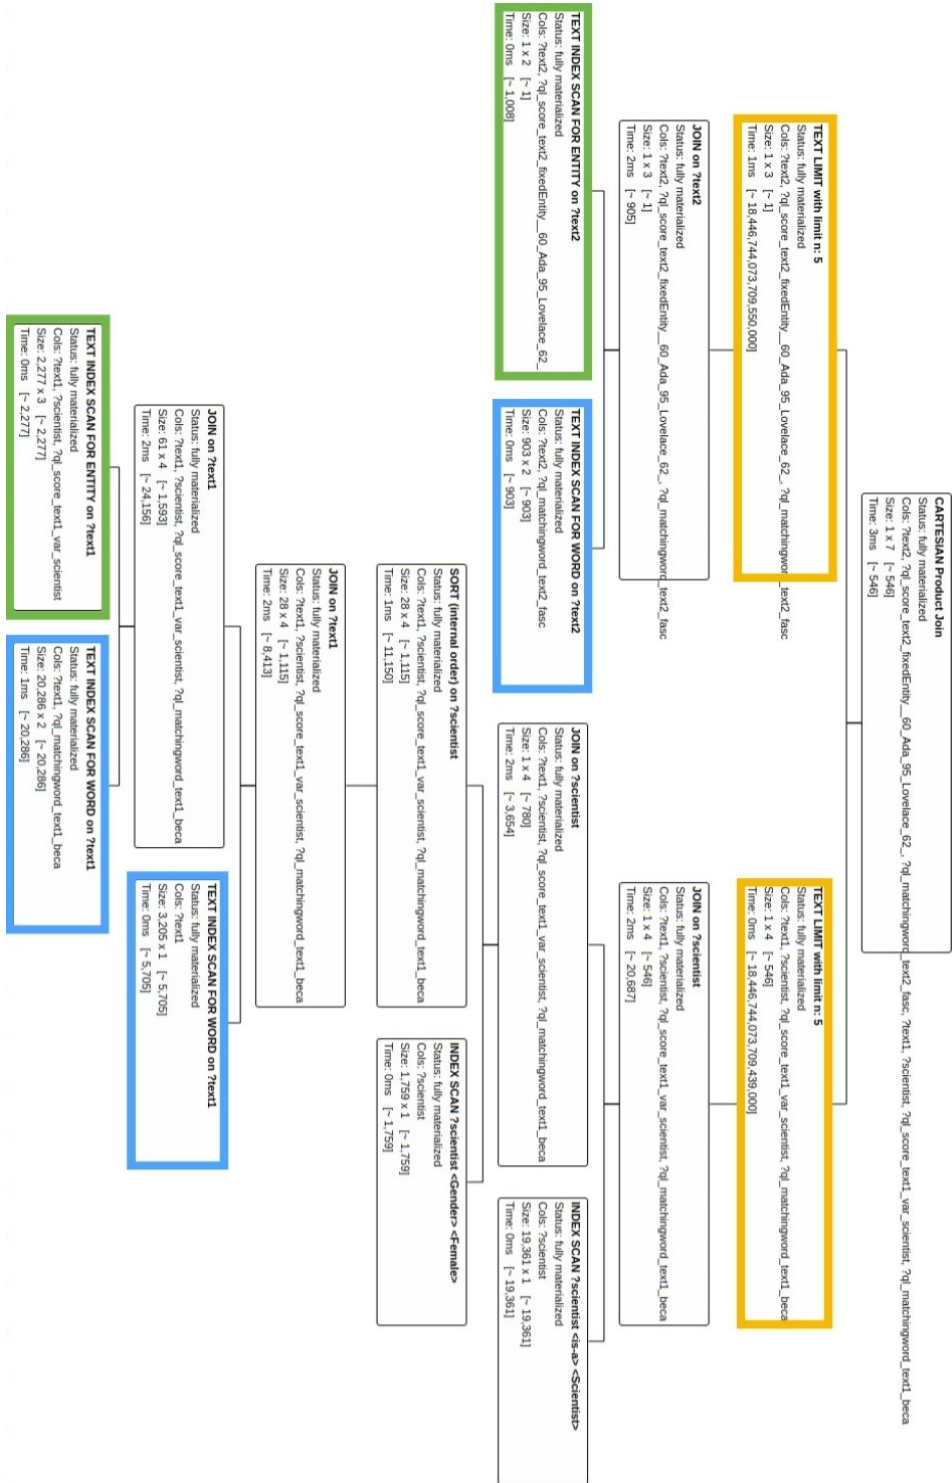 CARTESIAN Product Join
Status: fully materialized
Cols: ?text2, ?ql_score_text2_fixedEntity__60_Ada_95_Lovelace_62_, ?ql_matchingword_text2_fasc, ?text1, ?scientist, ?ql_score_text1_var_scientist, ?ql_matchingword_text1_beca
Size: 1 x 7 [~ 546]
Time: 3ms [~ 546]
TEXT LIMIT with limit n: 5
Status: fully materialized
Cols: ?text2, ?ql_score_text2_fixedEntity__60_Ada_95_Lovelace_62_, ?ql_matchingword_text2_fasc
Size: 1 x 3 [~ 1]
Time: 1ms [~ 18,446,744,073,709,550,000]
TEXT LIMIT with limit n: 5
Status: fully materialized
Cols: ?text1, ?scientist, ?ql_score_text1_var_scientist, ?ql_matchingword_text1_beca
Size: 1 x 4 [~ 546]
Time: 0ms [~ 18,446,744,073,709,439,000]
JOIN on ?text2
Status: fully materialized
Cols: ?text2, ?ql_score_text2_fixedEntity__60_Ada_95_Lovelace_62_, ?ql_matchingword_text2_fasc
Size: 1 x 3 [~ 1]
Time: 2ms [~ 905]
JOIN on ?scientist
Status: fully materialized
Cols: ?text1, ?scientist, ?ql_score_text1_var_scientist, ?ql_matchingword_text1_beca
Size: 1 x 4 [~ 546]
Time: 2ms [~ 20,687]
TEXT INDEX SCAN FOR ENTITY on ?text2
Status: fully materialized
Cols: ?text2, ?ql_score_text2_fixedEntity__60_Ada_95_Lovelace_62_
Size: 1 x 2 [~ 1]
Time: 0ms [~ 1,008]
TEXT INDEX SCAN FOR WORD on ?text2
Status: fully materialized
Cols: ?text2, ?ql_matchingword_text2_fasc
Size: 903 x 2 [~ 903]
Time: 0ms [~ 903]
JOIN on ?scientist
Status: fully materialized
Cols: ?text1, ?scientist, ?ql_score_text1_var_scientist, ?ql_matchingword_text1_beca
Size: 1 x 4 [~ 780]
Time: 2ms [~ 3,654]
INDEX SCAN ?scientist <is-a> <Scientist>
Status: fully materialized
Cols: ?scientist
Size: 19,361 x 1 [~ 19,361]
Time: 0ms [~ 19,361]
SORT (internal order) on ?scientist
Status: fully materialized
Cols: ?text1, ?scientist, ?ql_score_text1_var_scientist, ?ql_matchingword_text1_beca
Size: 28 x 4 [~ 1,115]
Time: 1ms [~ 11,150]
INDEX SCAN ?scientist <Gender> <Female>
Status: fully materialized
Cols: ?scientist
Size: 1,759 x 1 [~ 1,759]
Time: 0ms [~ 1,759]
JOIN on ?text1
Status: fully materialized
Cols: ?text1, ?scientist, ?ql_score_text1_var_scientist, ?ql_matchingword_text1_beca
Size: 28 x 4 [~ 1,115]
Time: 2ms [~ 8,413]
JOIN on ?text1
Status: fully materialized
Cols: ?text1, ?scientist, ?ql_score_text1_var_scientist, ?ql_matchingword_text1_beca
Size: 61 x 4 [~ 1,593]
Time: 2ms [~ 24,156]
TEXT INDEX SCAN FOR WORD on ?text1
Status: fully materialized
Cols: ?text1
Size: 3,205 x 1 [~ 5,705]
Time: 0ms [~ 5,705]
TEXT INDEX SCAN FOR ENTITY on ?text1
Status: fully materialized
Cols: ?text1, ?scientist, ?ql_score_text1_var_scientist
Size: 2,277 x 3 [~ 2,277]
Time: 0ms [~ 2,277]
TEXT INDEX SCAN FOR WORD on ?text1
Status: fully materialized
Cols: ?text1, ?ql_matchingword_text1_beca
Size: 20,286 x 2 [~ 20,286]
Time: 1ms [~ 20,286]